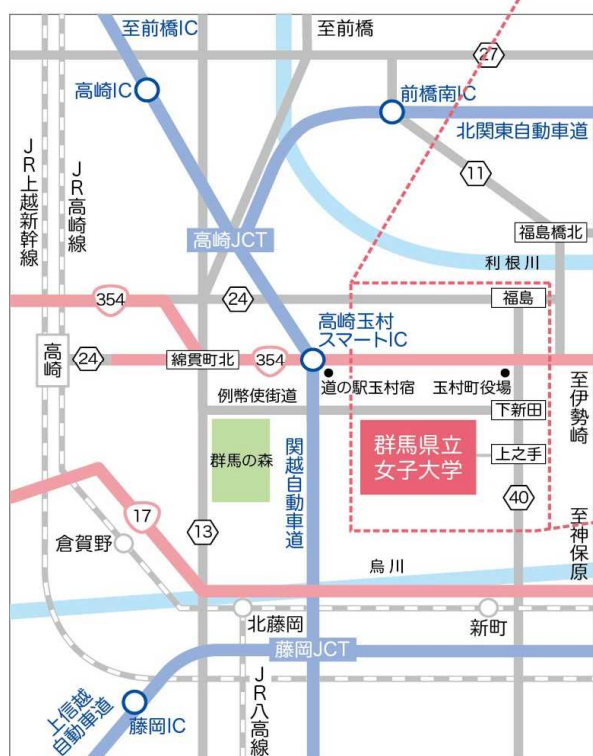 至前橋IC
至前橋
27
高崎IC
前橋南IC
北関東自動車道
JR上越新幹線
JR高崎線
11
福島橋北
高崎JCT
利根川
354
24
福島
高崎玉村
スマートIC
高崎
24
綿貫町北
354
道の駅玉村宿
玉村町役場
至伊勢崎
例幣使街道
下新田
群馬の森
関越自動車道
群馬県立
女子大学
上之手
17
13
40
至神保原
倉賀野
烏川
北藤岡
新町
藤岡JCT
JR八高線
上信越
自動車道
藤岡IC